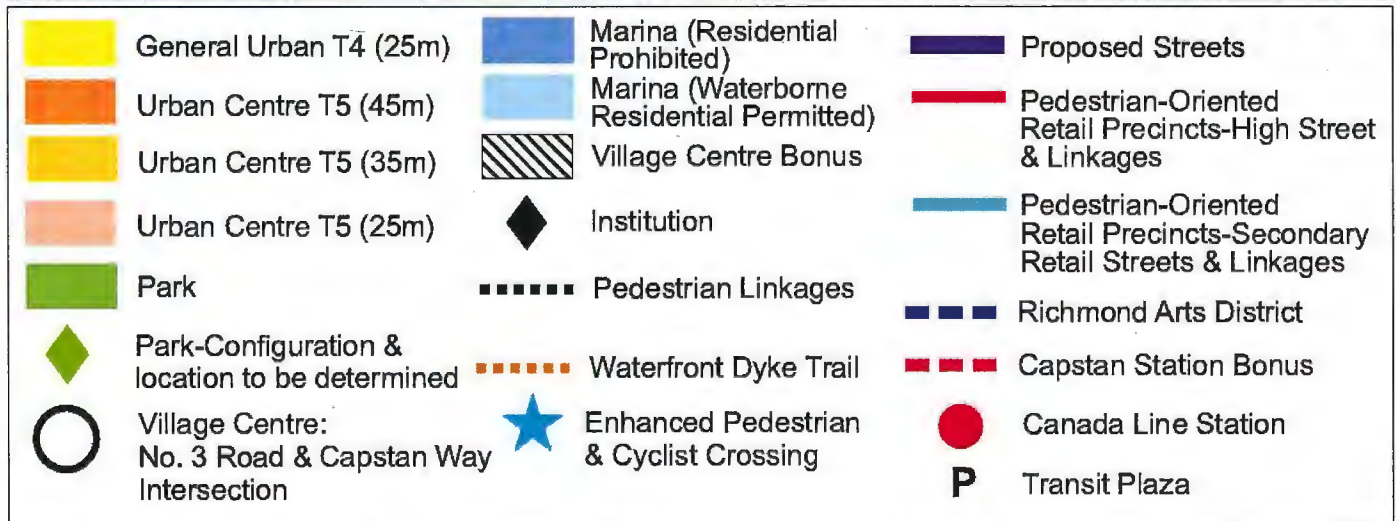 General Urban T4 (25m)
Urban Centre T5 (45m)
Urban Centre T5 (35m)
Urban Centre T5 (25m)
Park
Park-Configuration &
location to be determined
Village Centre:
No. 3 Road & Capstan Way
Intersection
Marina (Residential
Prohibited)
Marina (Waterborne
Residential Permitted)
Village Centre Bonus
Institution
Pedestrian Linkages
Waterfront Dyke Trail
Enhanced Pedestrian
& Cyclist Crossing
Proposed Streets
Pedestrian-Oriented
Retail Precincts-High Street
& Linkages
Pedestrian-Oriented
Retail Precincts-Secondary
Retail Streets & Linkages
Richmond Arts District
Capstan Station Bonus
Canada Line Station
P Transit Plaza